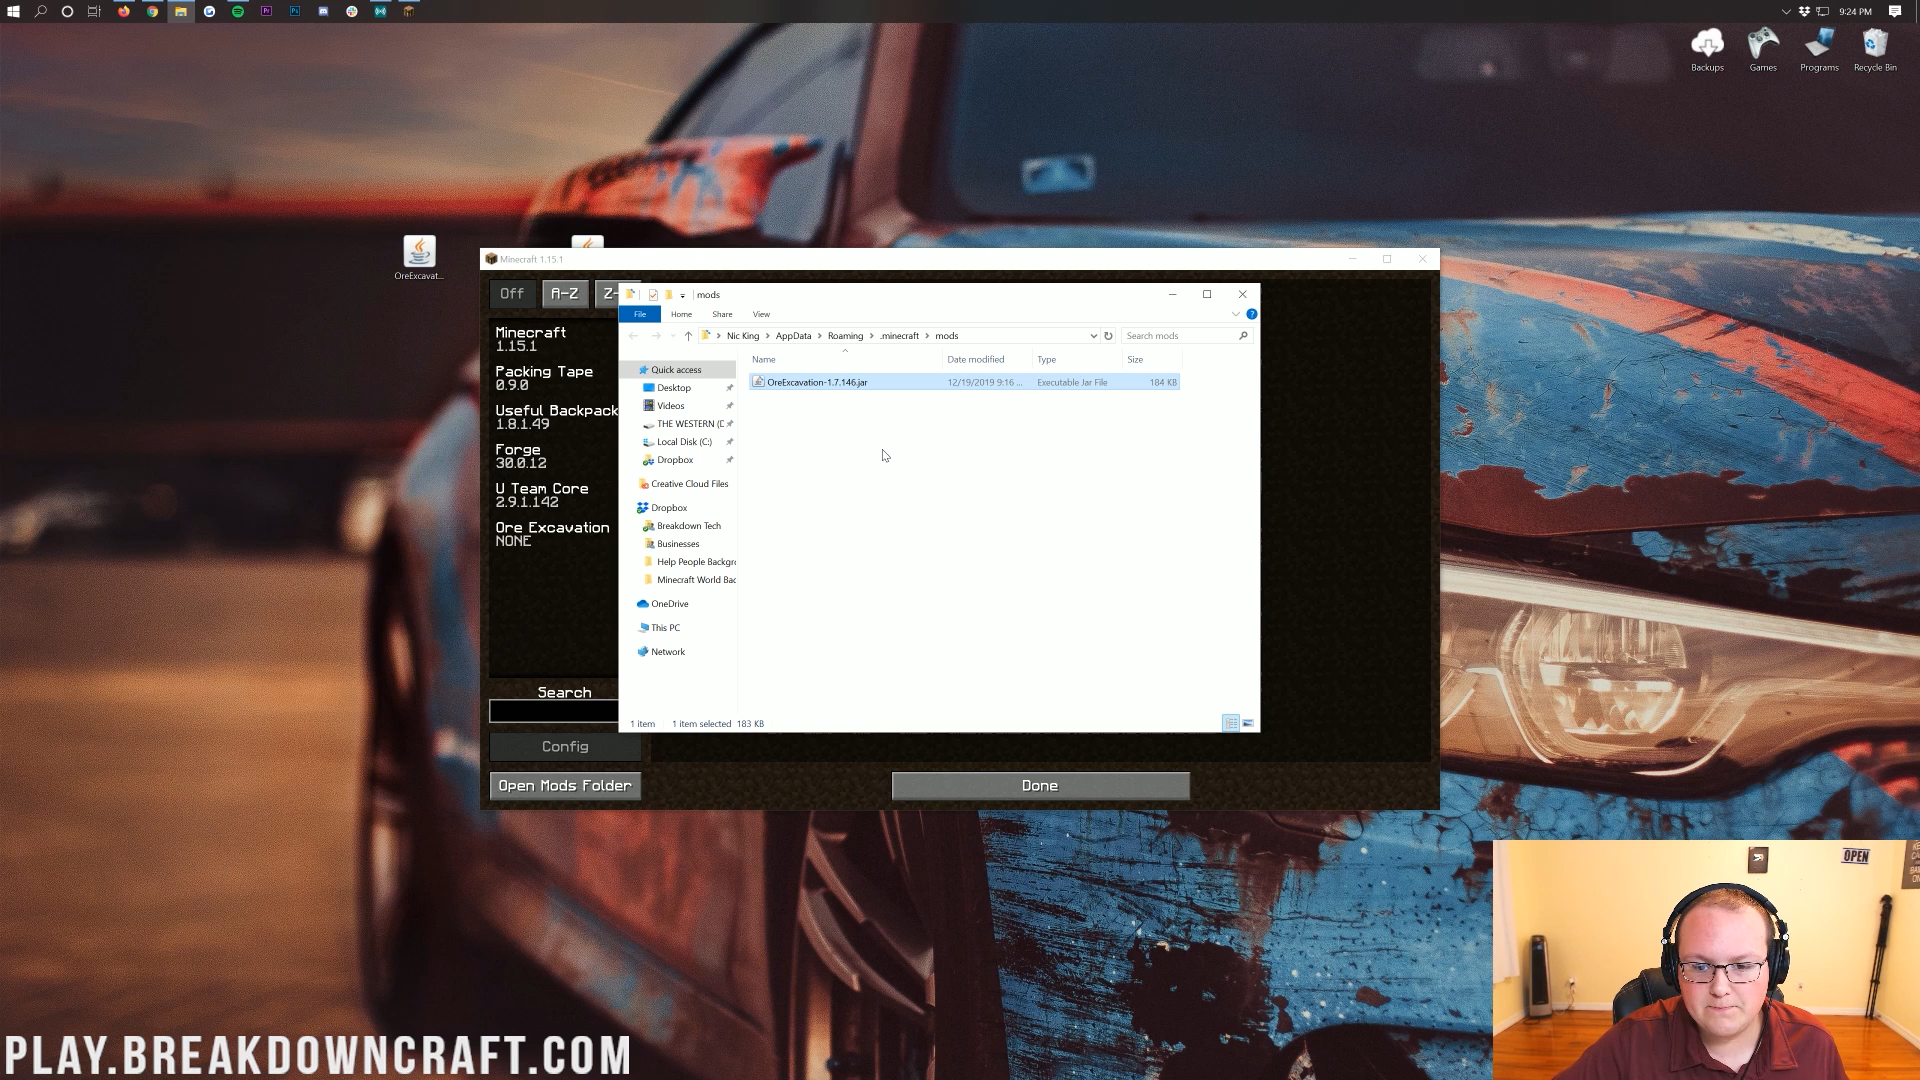 9:24 PM
Backups
Games
Programs
Recycle Bin
OreExcavat...
Minecraft 1.15.1
Off
A-Z
Z-
Minecraft
1.15.1
Packing Tape
0.9.0
Useful Backpack
1.8.1.49
Forge
30.0.12
U Team Core
2.9.1.142
Ore Excavation
NONE
Search
Config
Open Mods Folder
Done
mods
File
Home
Share
View
Nic King
AppData
Roaming
.minecraft
mods
Search mods
Name
Date modified
Type
Size
OreExcavation-1.7.146.jar
12/19/2019 9:16 ...
Executable Jar File
184 KB
Quick access
Desktop
Videos
THE WESTERN (D
Local Disk (C:)
Dropbox
Creative Cloud Files
Dropbox
Breakdown Tech
Businesses
Help People Backgro
Minecraft World Bac
OneDrive
This PC
Network
1 item
1 item selected 183 KB
OPEN
PLAY.BREAKDOWNCRAFT.COM